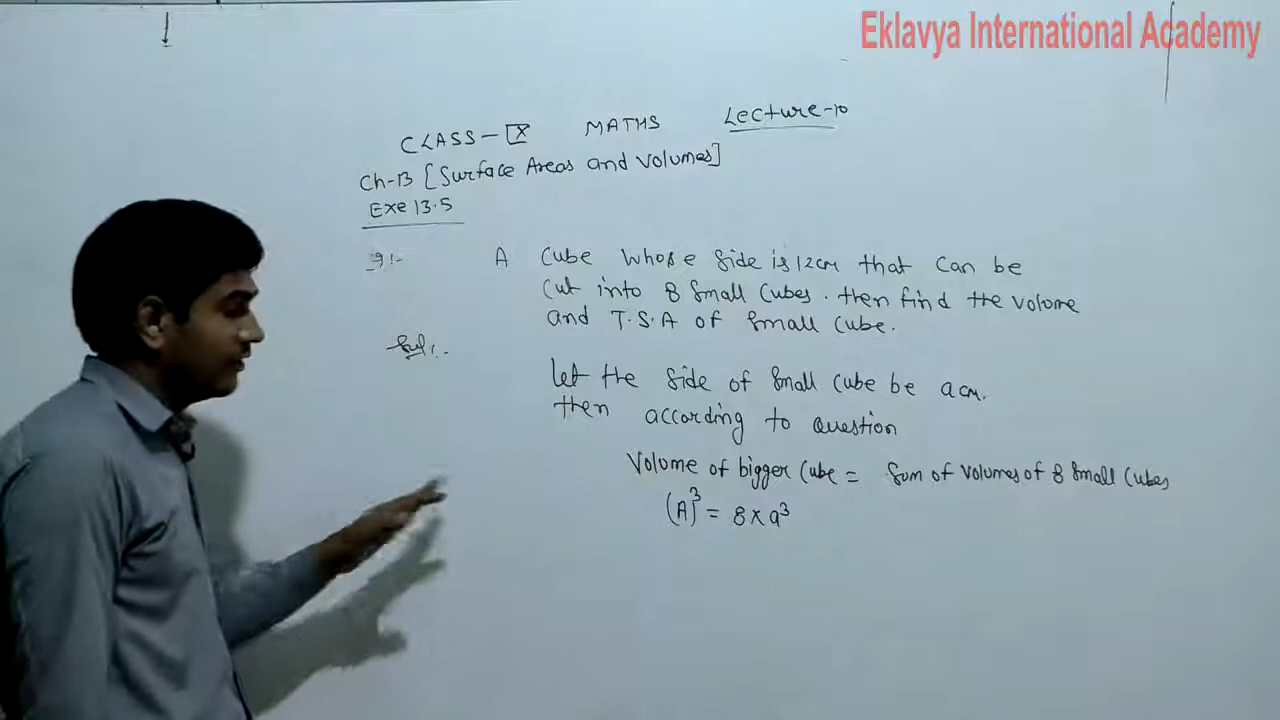 Eklavya International Academy
CLASS - IX MATHS Lecture-10
Ch-13 [Surface Areas and Volumes]
Exe 13.5
A Cube whose side is 12cm that can be
Cut into 8 Small Cubes. then find the volume
and T.S.A of Small Cube.
Sol:-
let the side of Small Cube be a cm.
then according to question
Volume of bigger Cube = Sum of Volumes of 8 Small Cubes
(A)³ = 8×a³